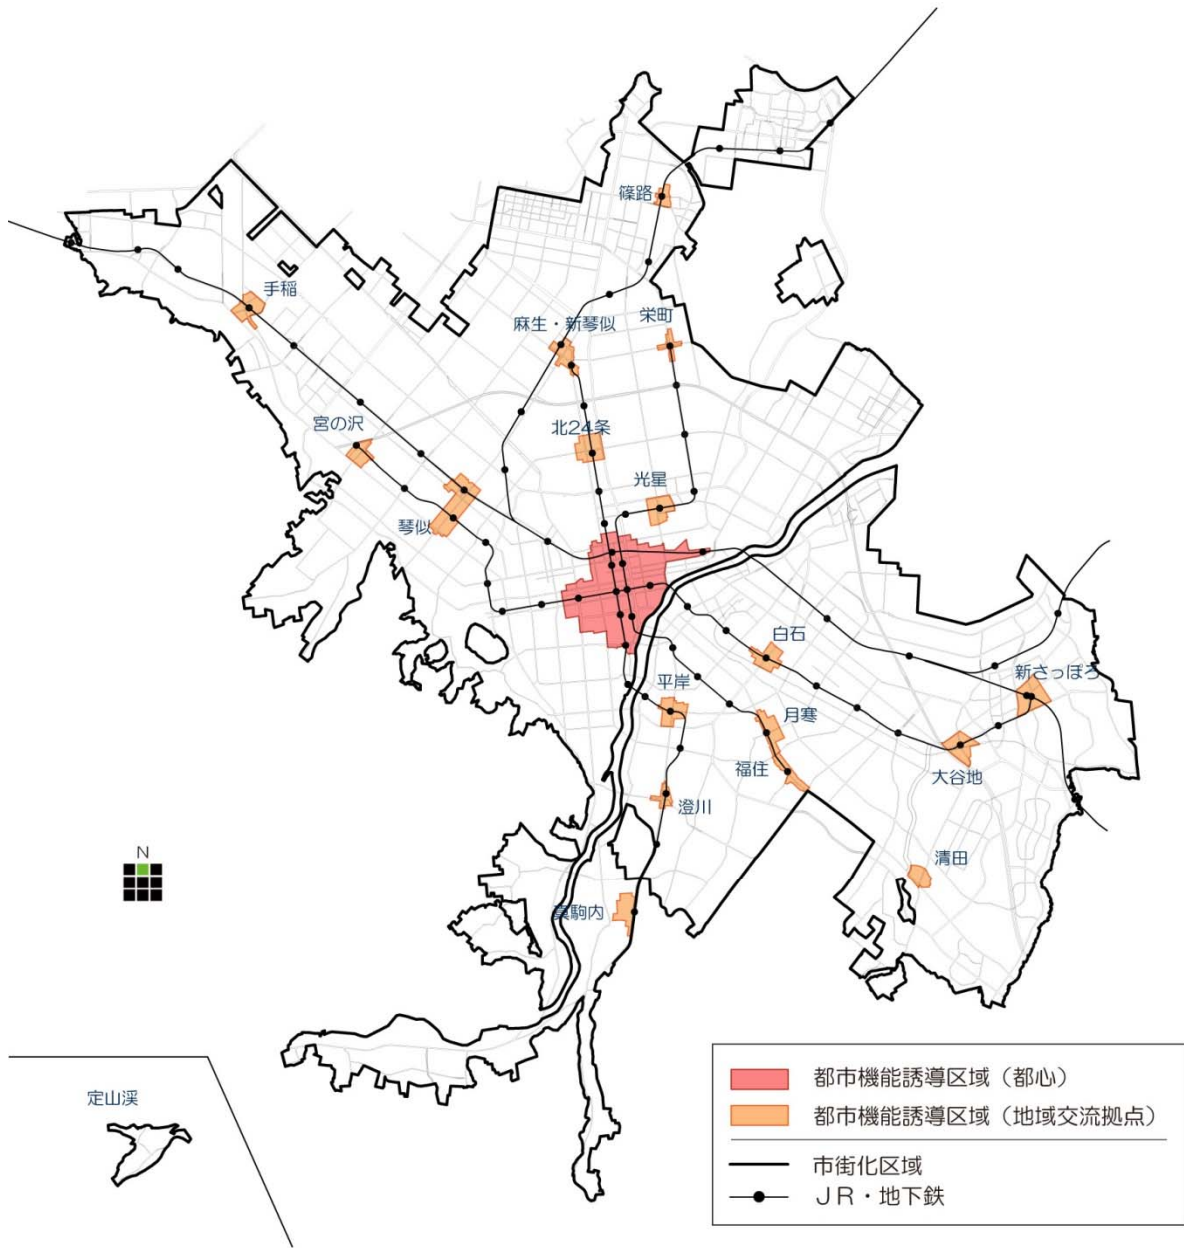 篠路
手稲
麻生・新琴似
栄町
宮の沢
北24条
光星
琴似
白石
新さっぽろ
平岸
月寒
福住
大谷地
澄川
清田
真駒内
N
定山渓
都市機能誘導区域（都心）
都市機能誘導区域（地域交流拠点）
市街化区域
ＪＲ・地下鉄